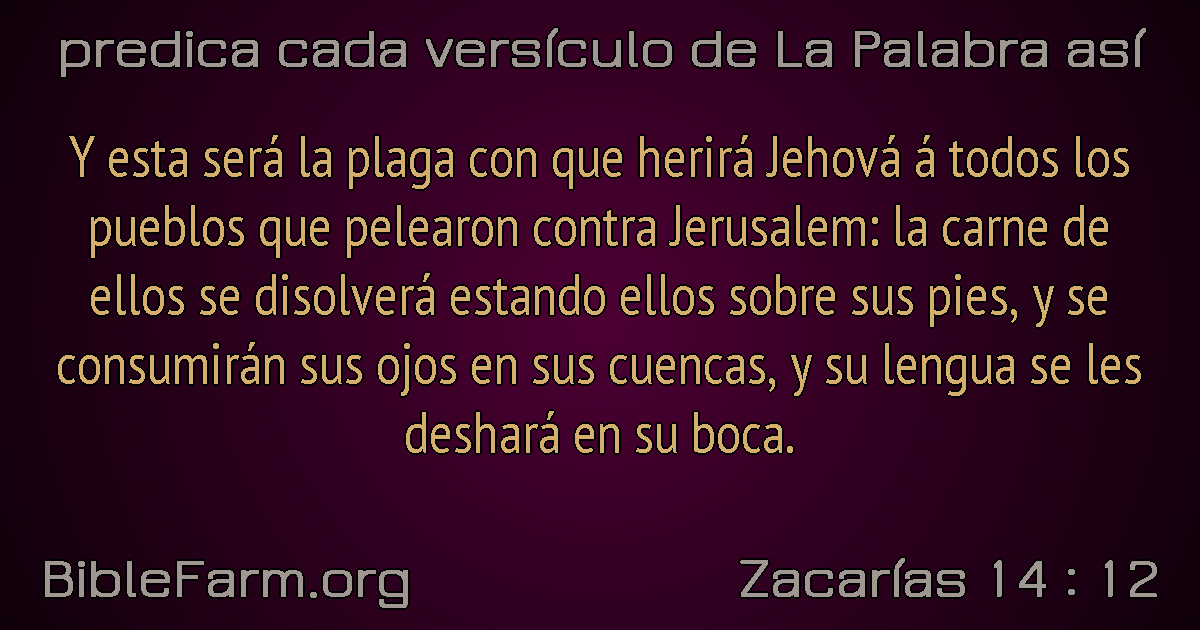 predica cada versículo de La Palabra así
Y esta será la plaga con que herirá Jehová á todos los
pueblos que pelearon contra Jerusalem: la carne de
ellos se disolverá estando ellos sobre sus pies, y se
consumirán sus ojos en sus cuencas, y su lengua se les
deshará en su boca.
BibleFarm.org
Zacarías 14 : 12